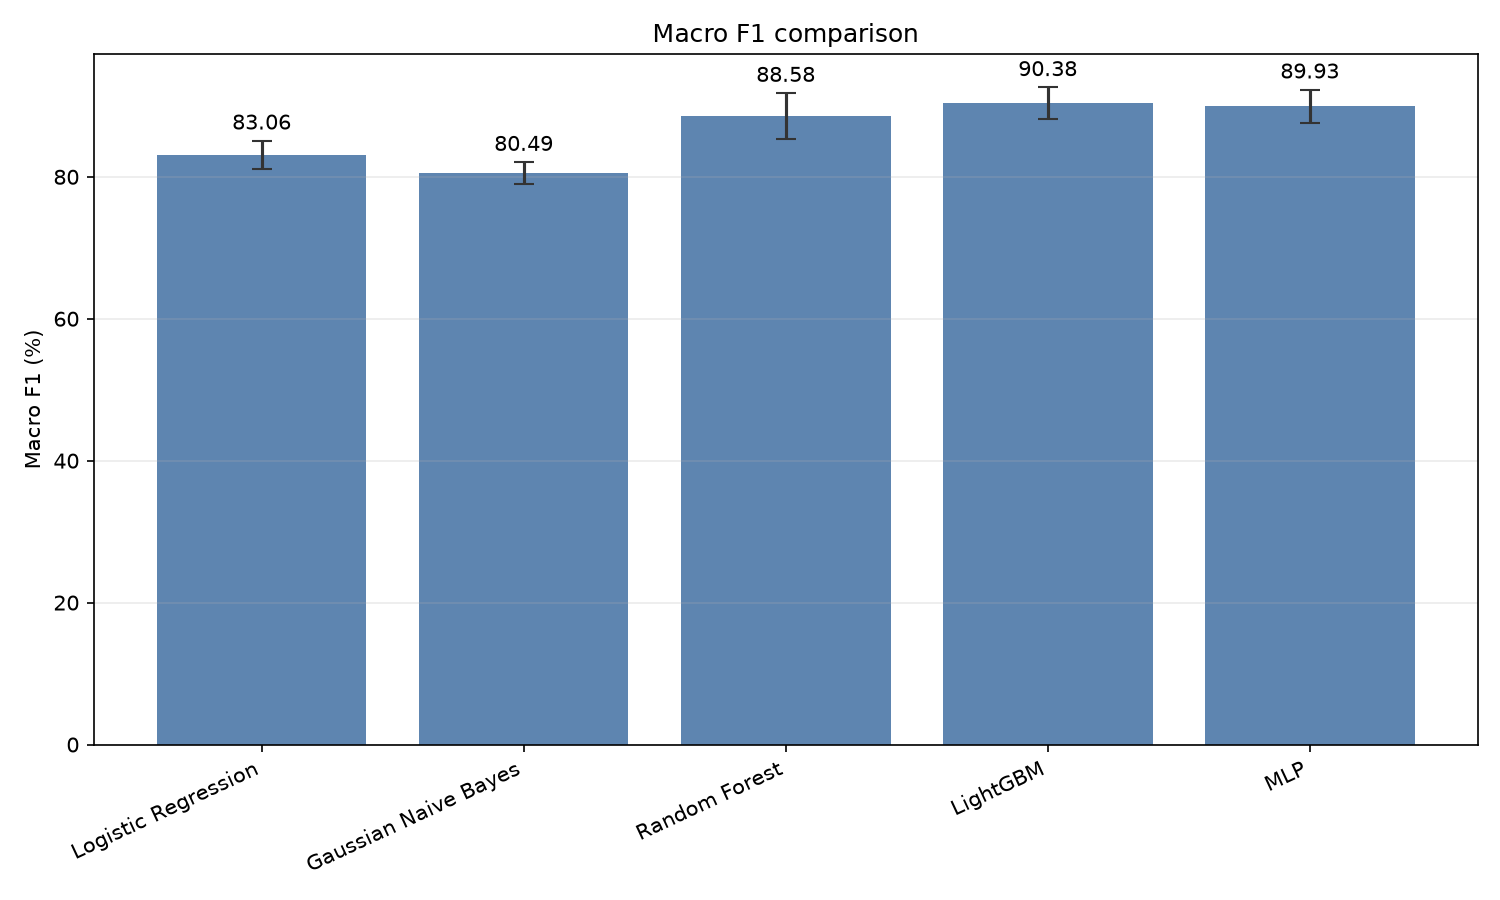 Macro F1 comparison
83.06
80.49
88.58
90.38
89.93
Macro F1 (%)
80
60
40
20
0
Logistic Regression
Gaussian Naive Bayes
Random Forest
LightGBM
MLP